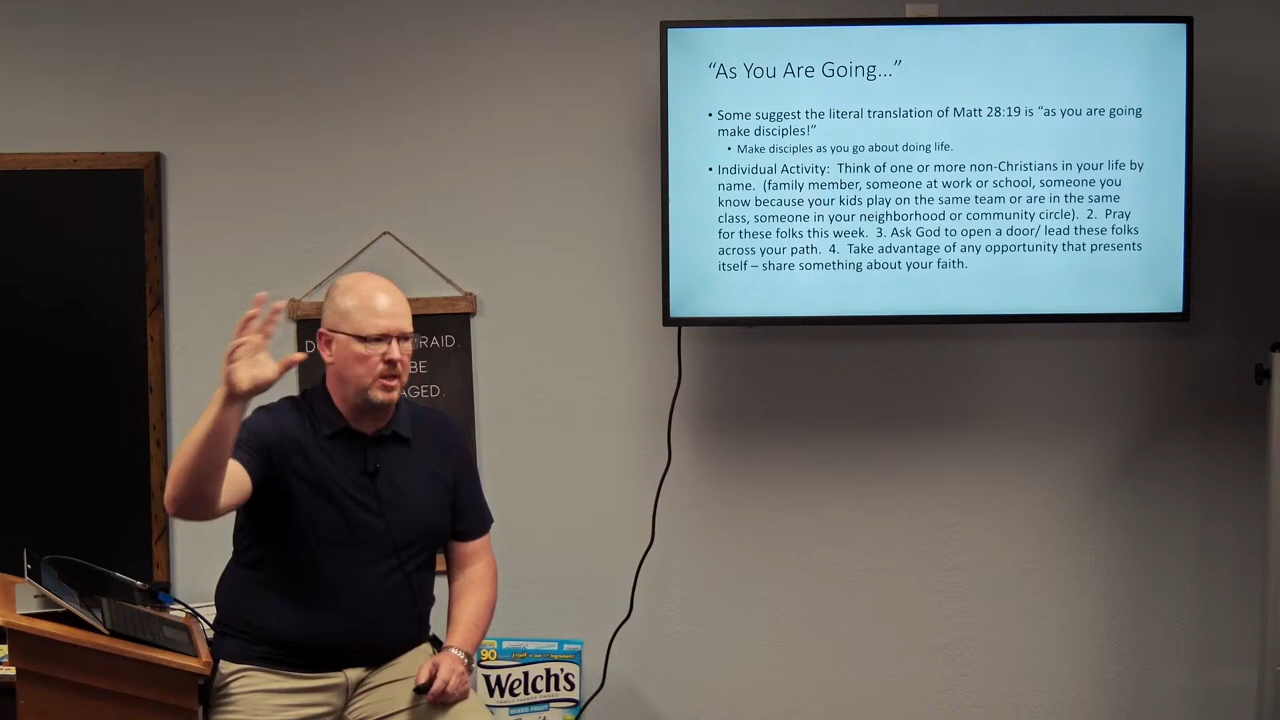 “As You Are Going…”
• Some suggest the literal translation of Matt 28:19 is “as you are going
make disciples!”
• Make disciples as you go about doing life.
• Individual Activity:  Think of one or more non-Christians in your life by
name.  (family member, someone at work or school, someone you
know because your kids play on the same team or are in the same
class, someone in your neighborhood or community circle).  2.  Pray
for these folks this week.  3. Ask God to open a door/ lead these folks
across your path.  4.  Take advantage of any opportunity that presents
itself – share something about your faith.
D RAID.
BE
AGED.
90
Welch's
MIXED FRUIT